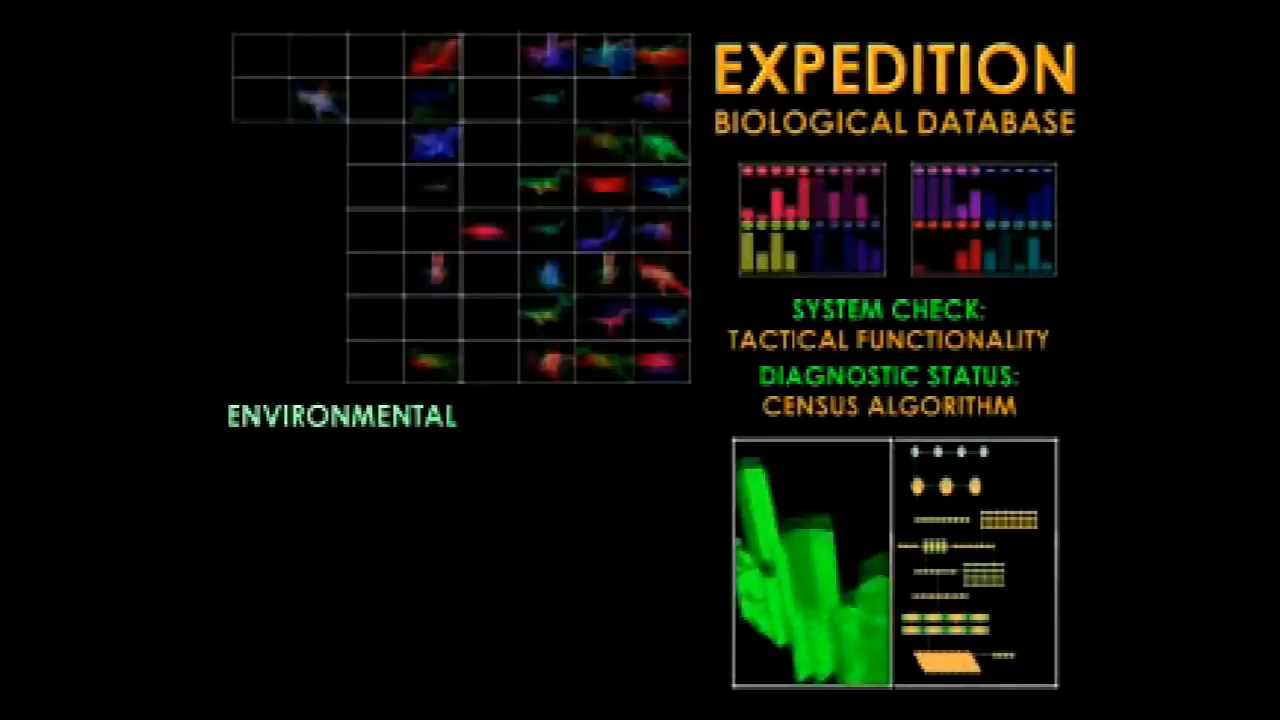 EXPEDITION
BIOLOGICAL DATABASE
SYSTEM CHECK:
TACTICAL FUNCTIONALITY
DIAGNOSTIC STATUS:
CENSUS ALGORITHM
ENVIRONMENTAL